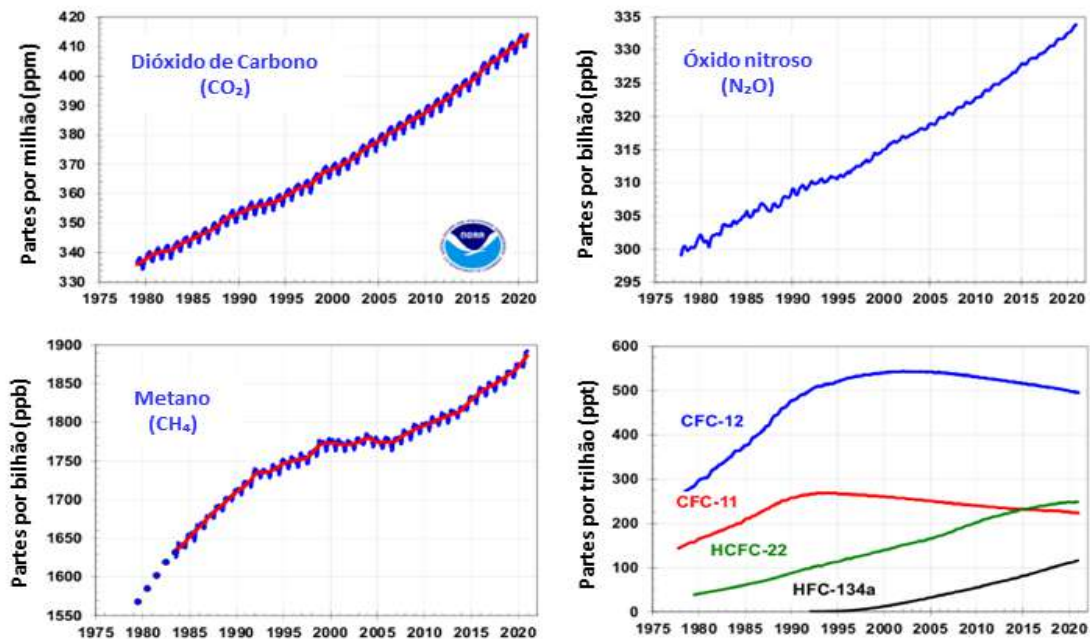 Partes por milhão (ppm)
420
410
400
390
380
370
360
350
340
330
Dióxido de Carbono
(CO₂)
NOAA
1975 1980 1985 1990 1995 2000 2005 2010 2015 2020
Partes por bilhão (ppb)
335
330
325
320
315
310
305
300
295
Óxido nitroso
(N₂O)
1975 1980 1985 1990 1995 2000 2005 2010 2015 2020
Partes por bilhão (ppb)
1900
1850
1800
1750
1700
1650
1600
1550
Metano
(CH₄)
1975 1980 1985 1990 1995 2000 2005 2010 2015 2020
Partes por trilhão (ppt)
600
500
400
300
200
100
0
CFC-12
CFC-11
HCFC-22
HFC-134a
1975 1980 1985 1990 1995 2000 2005 2010 2015 2020